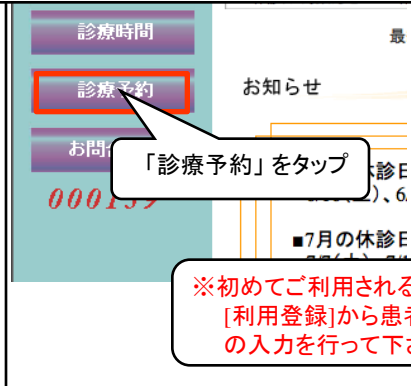 診療時間
最
診療予約
お知らせ
お問
「診療予約」をタップ
休診日
000139
)、6
■7月の休診日
※初めてご利用される
[利用登録]から患者
の入力を行って下さ